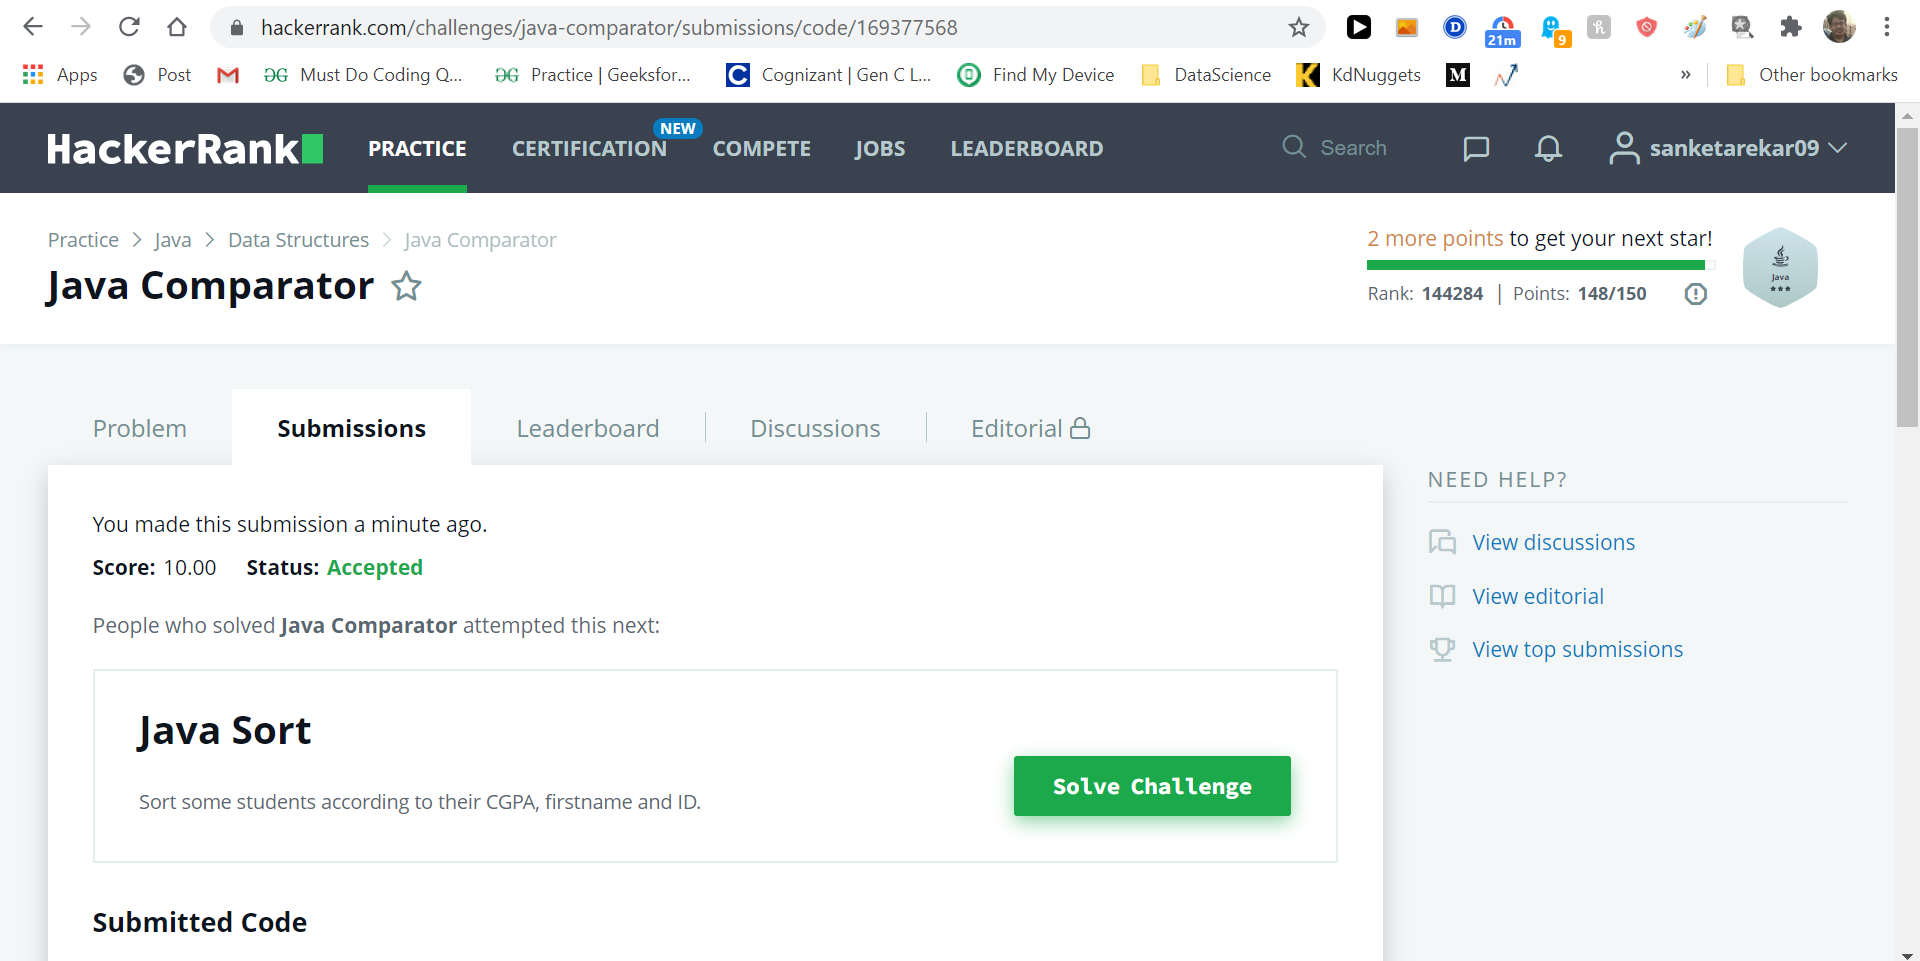 hackerrank.com/challenges/java-comparator/submissions/code/169377568
D
21m
9
h
Apps
Post
Must Do Coding Q...
Practice | Geeksfor...
C
Cognizant | Gen C L...
Find My Device
DataScience
KdNuggets
M
»
Other bookmarks
HackerRank
PRACTICE
CERTIFICATION
NEW
COMPETE
JOBS
LEADERBOARD
Search
sanketarekar09
Practice > Java > Data Structures > Java Comparator
Java Comparator
2 more points to get your next star!
Rank: 144284 | Points: 148/150
Java
Problem
Submissions
Leaderboard
Discussions
Editorial
You made this submission a minute ago.
Score: 10.00 Status: Accepted
People who solved Java Comparator attempted this next:
Java Sort
Sort some students according to their CGPA, firstname and ID.
Solve Challenge
Submitted Code
NEED HELP?
View discussions
View editorial
View top submissions